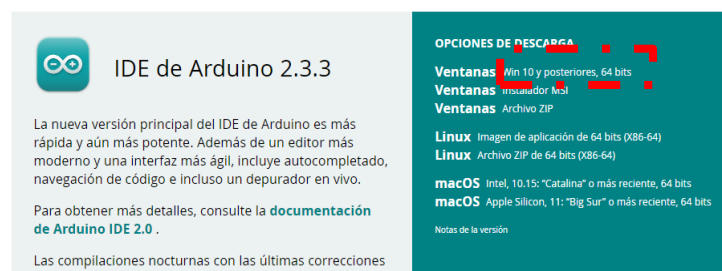 IDE de Arduino 2.3.3
La nueva versión principal del IDE de Arduino es más
rápida y aún más potente. Además de un editor más
moderno y una interfaz más ágil, incluye autocompletado,
navegación de código e incluso un depurador en vivo.
Para obtener más detalles, consulte la documentación
de Arduino IDE 2.0 .
Las compilaciones nocturnas con las últimas correcciones
OPCIONES DE DESCARGA
Ventanas Win 10 y posteriores, 64 bits
Ventanas Instalador MSI
Ventanas Archivo ZIP
Linux Imagen de aplicación de 64 bits (X86-64)
Linux Archivo ZIP de 64 bits (X86-64)
macOS Intel, 10.15: “Catalina” o más reciente, 64 bits
macOS Apple Silicon, 11: “Big Sur” o más reciente, 64 bits
Notas de la versión